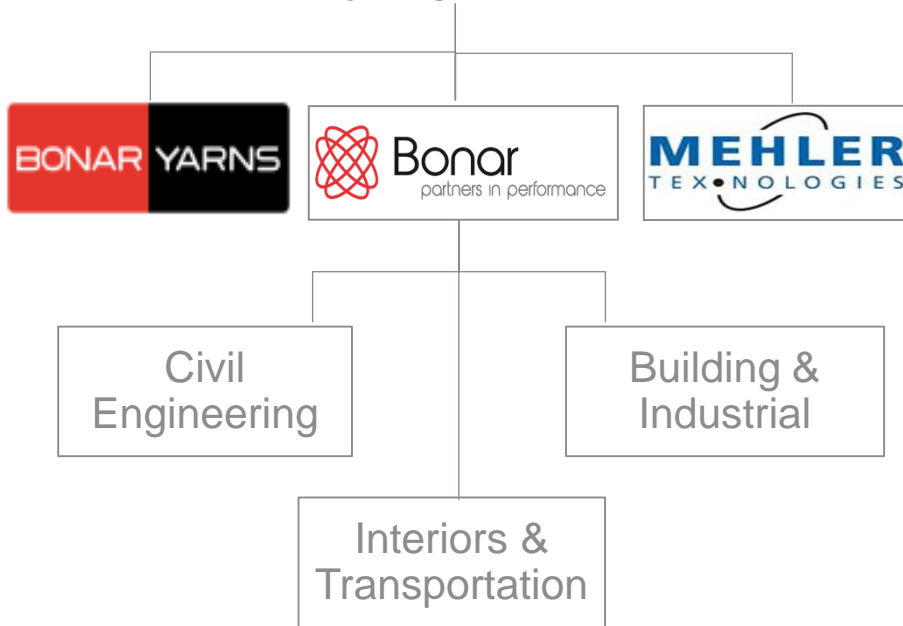 BONAR YARNS
Bonar
partners in performance
MEHLER
TEX•NOLOGIES
Civil
Engineering
Building &
Industrial
Interiors &
Transportation